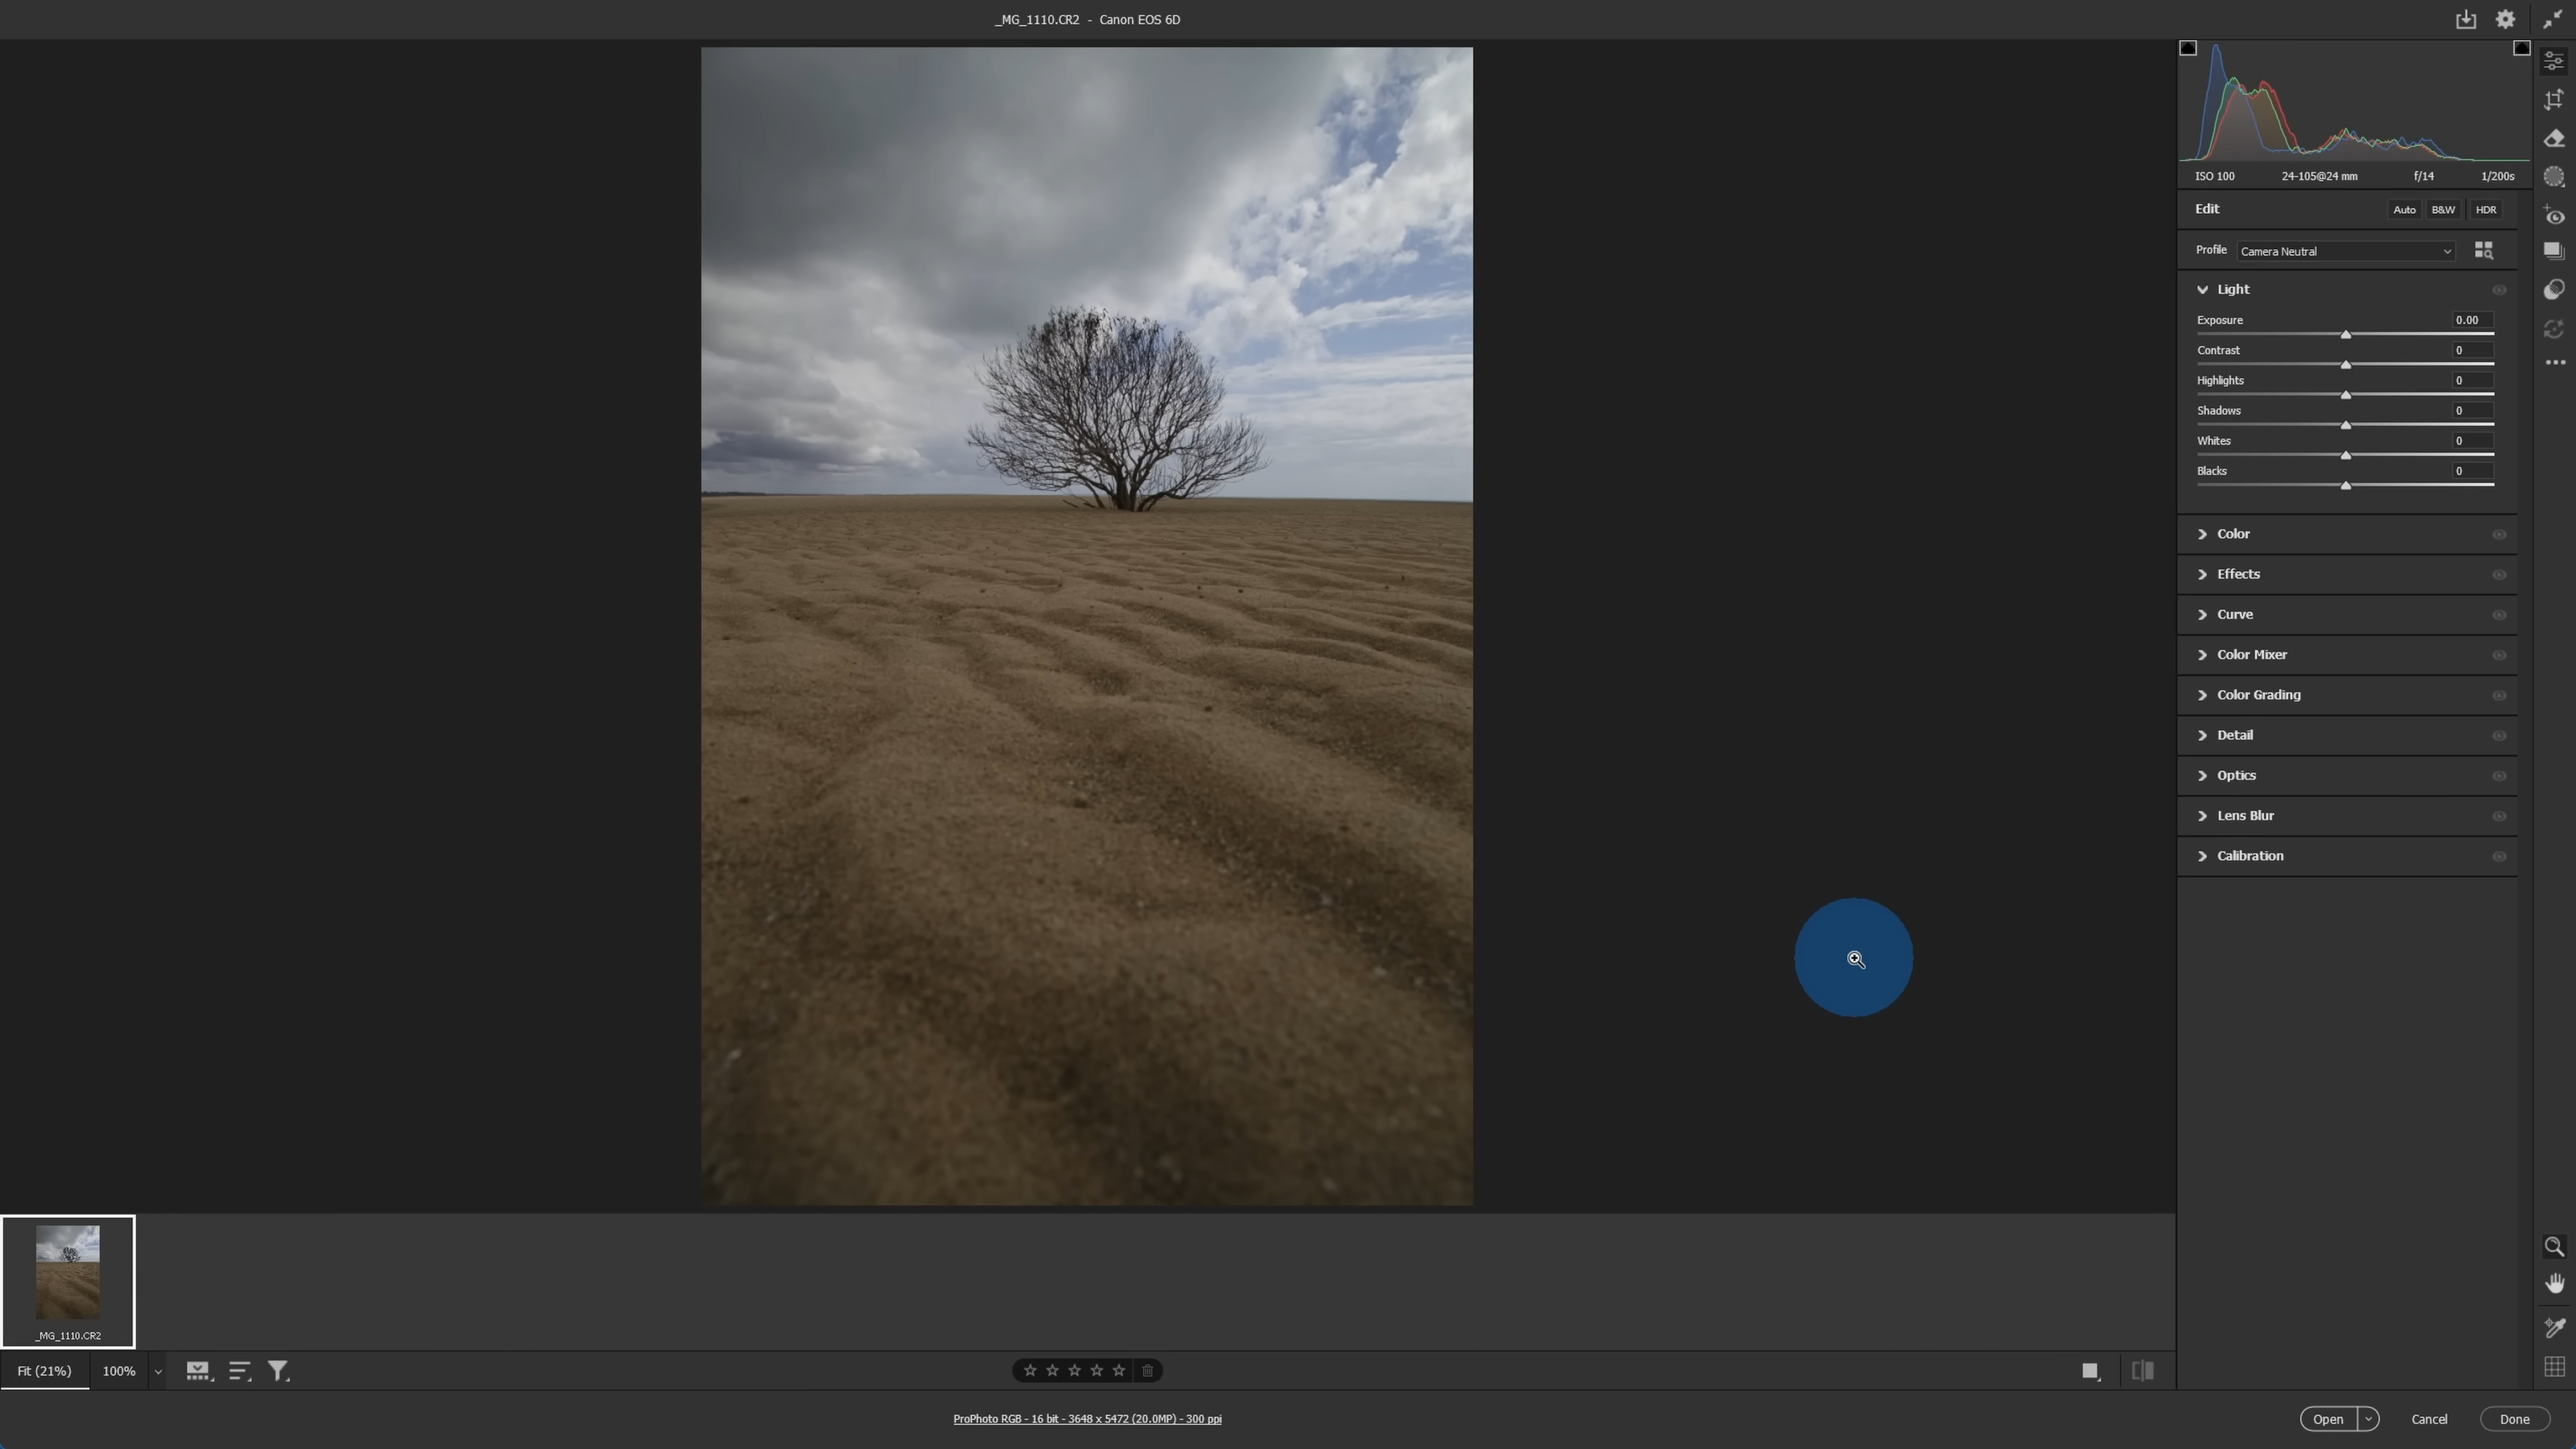 _MG_1110.CR2 - Canon EOS 6D
ISO 100 24-105@24 mm f/14 1/200s
Edit Auto B&W HDR
Profile Camera Neutral
Light
Exposure 0.00
Contrast 0
Highlights 0
Shadows 0
Whites 0
Blacks 0
Color
Effects
Curve
Color Mixer
Color Grading
Detail
Optics
Lens Blur
Calibration
_MG_1110.CR2
Fit (21%) 100%
ProPhoto RGB - 16 bit - 3648 x 5472 (20.0MP) - 300 ppi
Open Cancel Done